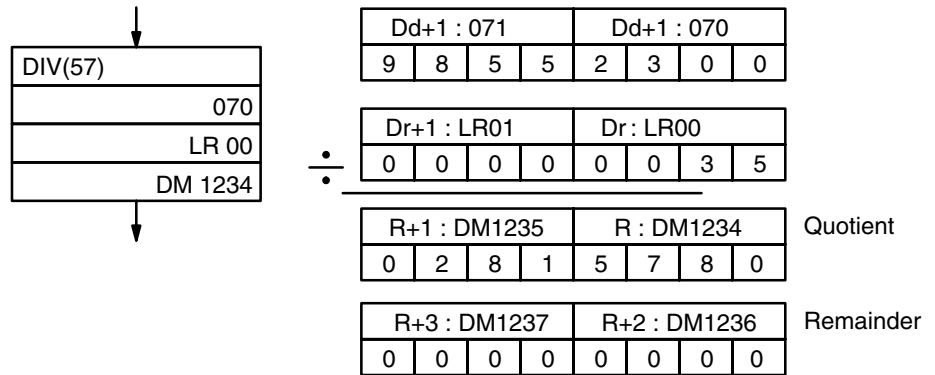 DIV(57)
070
LR 00
DM 1234
Dd+1 : 071 Dd+1 : 070
9 8 5 5 2 3 0 0
Dr+1 : LR01 Dr : LR00
÷ 0 0 0 0 0 0 3 5
R+1 : DM1235 R : DM1234 Quotient
0 2 8 1 5 7 8 0
R+3 : DM1237 R+2 : DM1236 Remainder
0 0 0 0 0 0 0 0